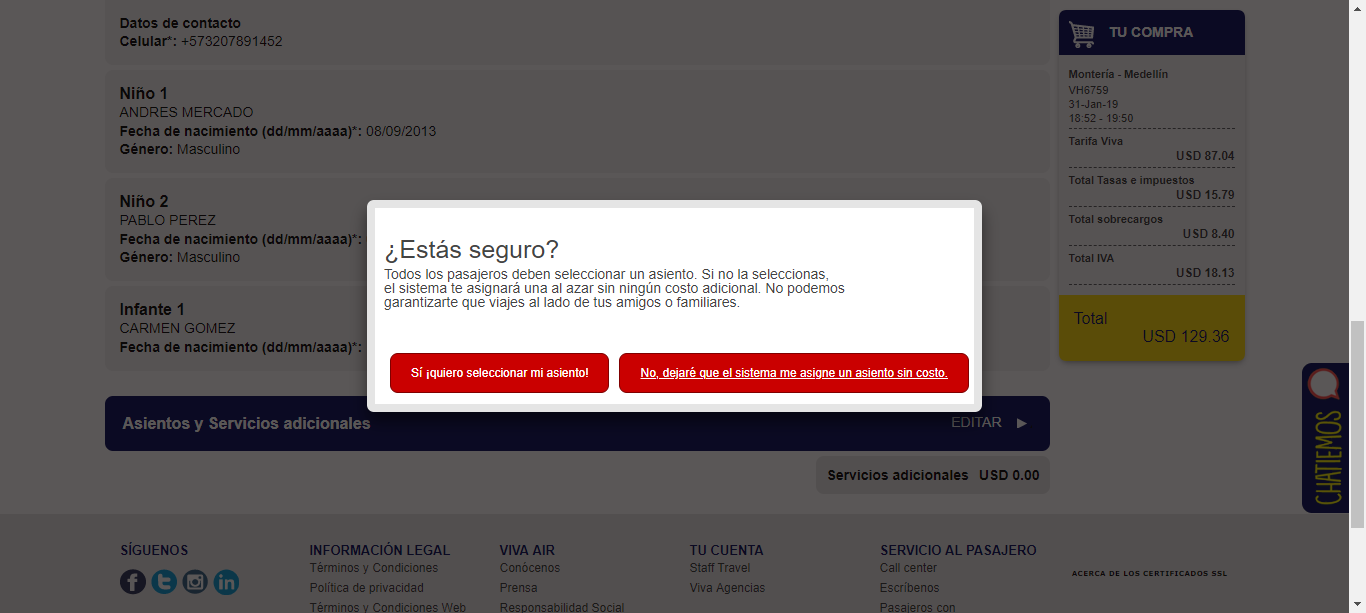 Datos de contacto
Celular*: +573207891452
Niño 1
ANDRES MERCADO
Fecha de nacimiento (dd/mm/aaaa)*: 08/09/2013
Género: Masculino
Niño 2
PABLO PEREZ
Fecha de nacimiento (dd/mm/aaaa)*:
Género: Masculino
Infante 1
CARMEN GOMEZ
Fecha de nacimiento (dd/mm/aaaa)*:
¿Estás seguro?
Todos los pasajeros deben seleccionar un asiento. Si no la seleccionas,
el sistema te asignará una al azar sin ningún costo adicional. No podemos
garantizarte que viajes al lado de tus amigos o familiares.
Sí ¡quiero seleccionar mi asiento!
No, dejaré que el sistema me asigne un asiento sin costo.
Asientos y Servicios adicionales
EDITAR
Servicios adicionales USD 0.00
TU COMPRA
Montería - Medellín
VH6759
31-Jan-19
18:52 - 19:50
Tarifa Viva
USD 87.04
Total Tasas e impuestos
USD 15.79
Total sobrecargos
USD 8.40
Total IVA
USD 18.13
Total
USD 129.36
CHATIEMOS
SÍGUENOS
INFORMACIÓN LEGAL
Términos y Condiciones
Política de privacidad
Términos y Condiciones Web
VIVA AIR
Conócenos
Prensa
Responsabilidad Social
TU CUENTA
Staff Travel
Viva Agencias
SERVICIO AL PASAJERO
Call center
Escríbenos
Pasajeros con
ACERCA DE LOS CERTIFICADOS SSL